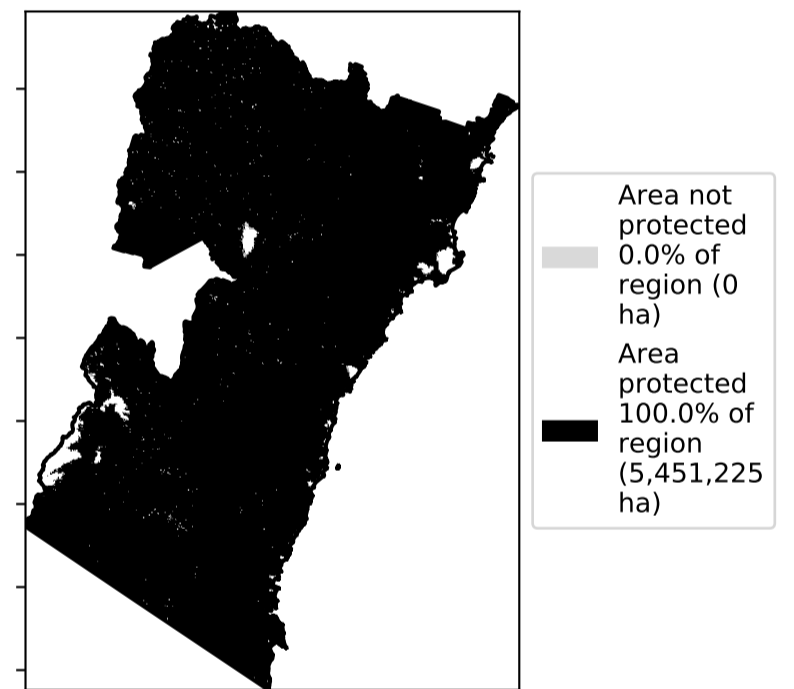 Area not
protected
0.0% of
region (0
ha)
Area
protected
100.0% of
region
(5,451,225
ha)